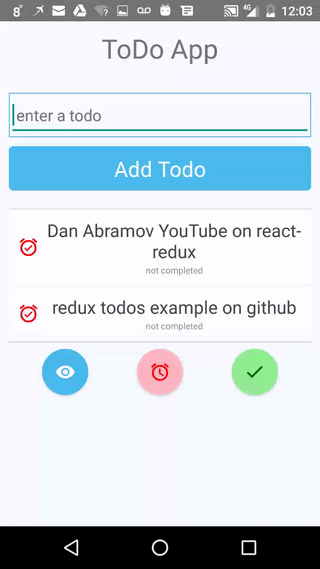 8°
4G
12:03
ToDo App
enter a todo
Add Todo
Dan Abramov YouTube on react-
redux
not completed
redux todos example on github
not completed